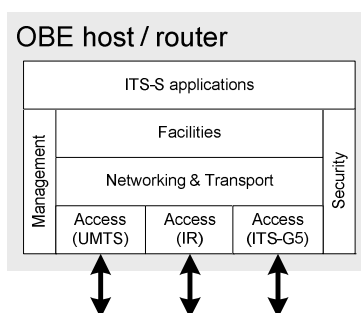 OBE host / router
ITS-S applications
Management
Facilities
Security
Networking & Transport
Access
(UMTS)
Access
(IR)
Access
(ITS-G5)